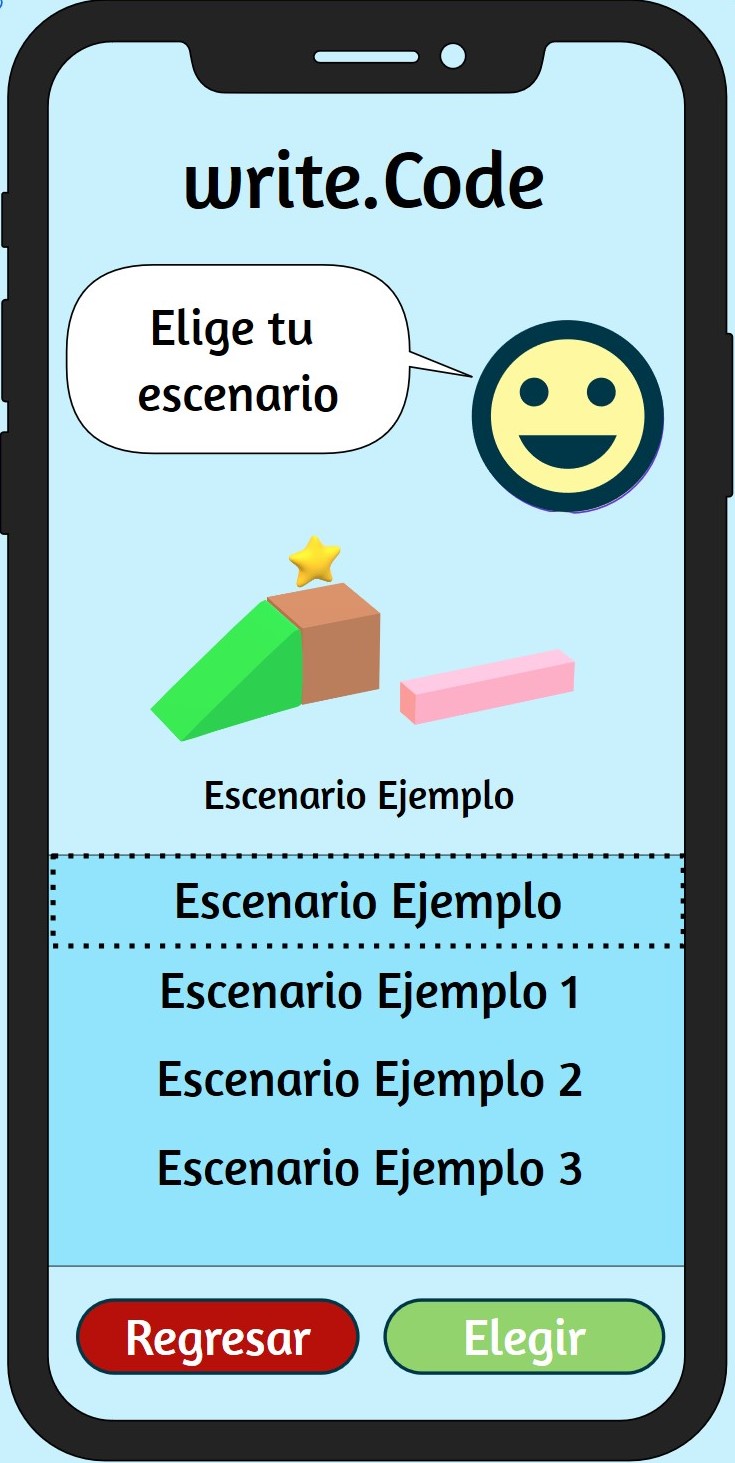 write.Code
Elige tu
escenario
Escenario Ejemplo
Escenario Ejemplo
Escenario Ejemplo 1
Escenario Ejemplo 2
Escenario Ejemplo 3
Regresar
Elegir